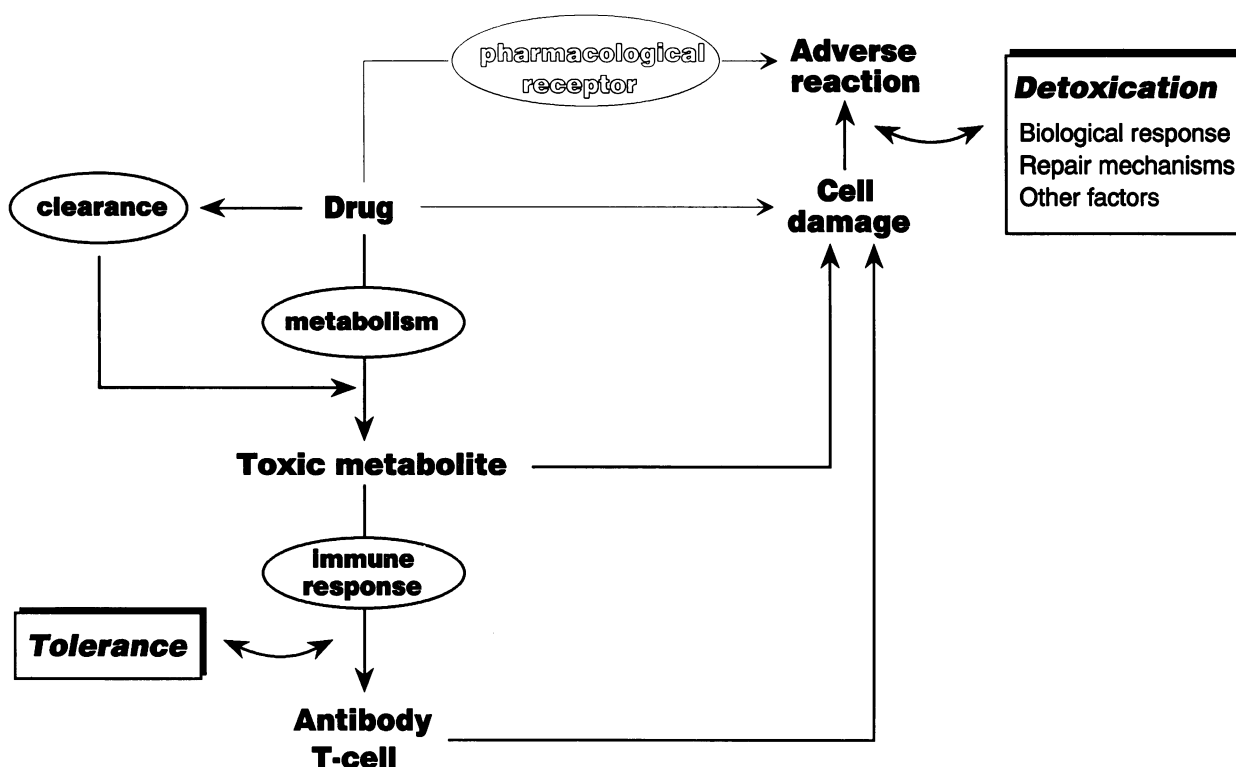 pharmacological
receptor
Adverse
reaction
Detoxication
Biological response
Repair mechanisms
Other factors
clearance
Drug
Cell
damage
metabolism
Toxic metabolite
immune
response
Tolerance
Antibody
T-cell